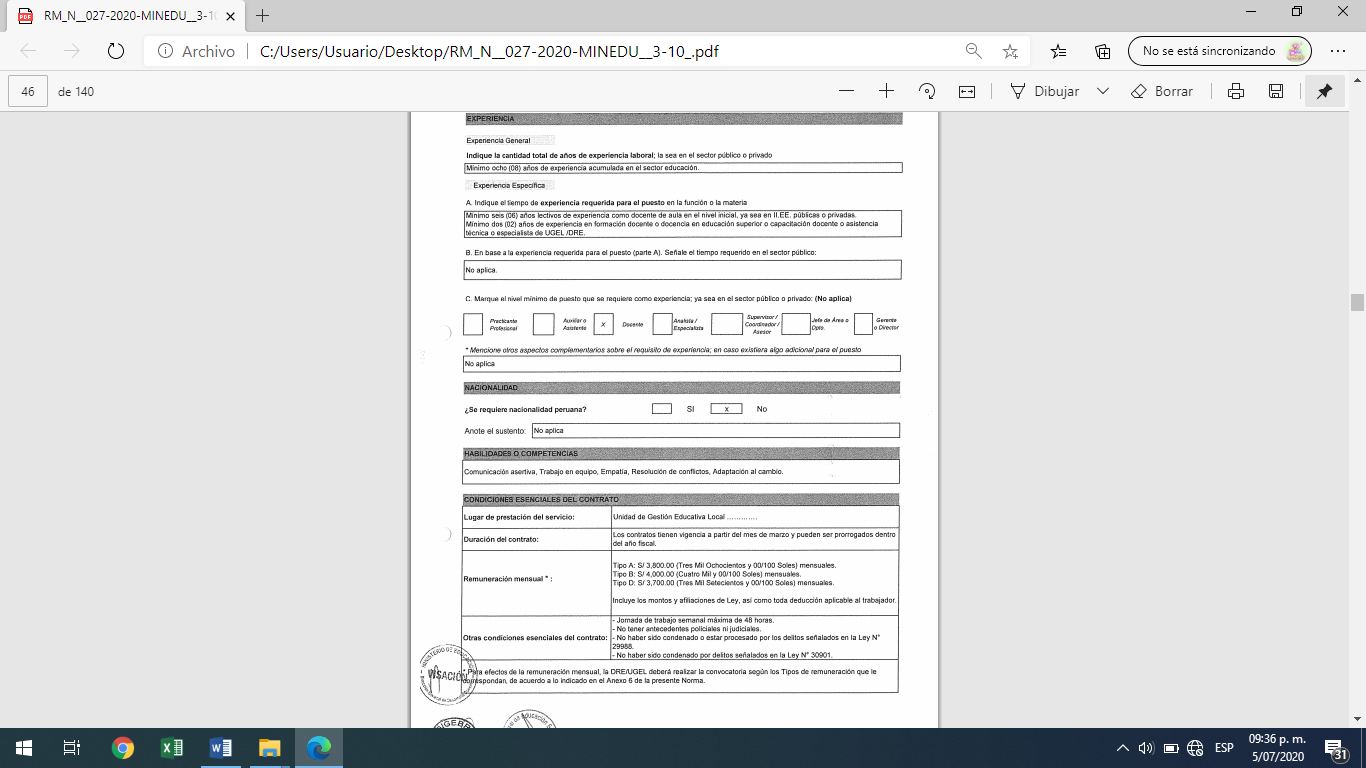 RM_N__027-2020-MINEDU__3-10
Archivo
C:/Users/Usuario/Desktop/RM_N__027-2020-MINEDU__3-10_.pdf
No se está sincronizando
46
de 140
Dibujar
Borrar
EXPERIENCIA
Experiencia General
Indique la cantidad total de años de experiencia laboral; la sea en el sector público o privado
Mínimo ocho (08) años de experiencia acumulada en el sector educación.
Experiencia Específica
A. Indique el tiempo de experiencia requerida para el puesto en la función o la materia
Mínimo seis (06) años lectivos de experiencia como docente de aula en el nivel inicial, ya sea en II.EE. públicas o privadas.
Mínimo dos (02) años de experiencia en formación docente o docencia en educación superior o capacitación docente o asistencia
técnica o especialista de UGEL /DRE.
B. En base a la experiencia requerida para el puesto (parte A). Señale el tiempo requerido en el sector público:
No aplica.
C. Marque el nivel mínimo de puesto que se requiere como experiencia; ya sea en el sector público o privado: (No aplica)
Practicante
Profesional
Auxiliar o
Asistente
X
Docente
Analista /
Especialista
Supervisor /
Coordinador /
Asesor
Jefe de Área o
Dpto.
Gerente
o Director
* Mencione otros aspectos complementarios sobre el requisito de experiencia; en caso existiera algo adicional para el puesto
No aplica
NACIONALIDAD
¿Se requiere nacionalidad peruana?
SI
x
No
Anote el sustento:
No aplica
HABILIDADES O COMPETENCIAS
Comunicación asertiva, Trabajo en equipo, Empatía, Resolución de conflictos, Adaptación al cambio.
CONDICIONES ESENCIALES DEL CONTRATO
Lugar de prestación del servicio:
Unidad de Gestión Educativa Local ………….
Duración del contrato:
Los contratos tienen vigencia a partir del mes de marzo y pueden ser prorrogados dentro
del año fiscal.
Remuneración mensual * :
Tipo A: S/ 3,800.00 (Tres Mil Ochocientos y 00/100 Soles) mensuales.
Tipo B: S/ 4,000.00 (Cuatro Mil y 00/100 Soles) mensuales.
Tipo D: S/ 3,700.00 (Tres Mil Setecientos y 00/100 Soles) mensuales.
Incluye los montos y afiliaciones de Ley, así como toda deducción aplicable al trabajador.
Otras condiciones esenciales del contrato:
- Jornada de trabajo semanal máxima de 48 horas.
- No tener antecedentes policiales ni judiciales.
- No haber sido condenado o estar procesado por los delitos señalados en la Ley N°
29988.
- No haber sido condenado por delitos señalados en la Ley N° 30901.
* Para efectos de la remuneración mensual, la DRE/UGEL deberá realizar la convocatoria según los Tipos de remuneración que le
correspondan, de acuerdo a lo indicado en el Anexo 6 de la presente Norma.
VISACIÓN
ESP
09:36 p. m.
5/07/2020
31